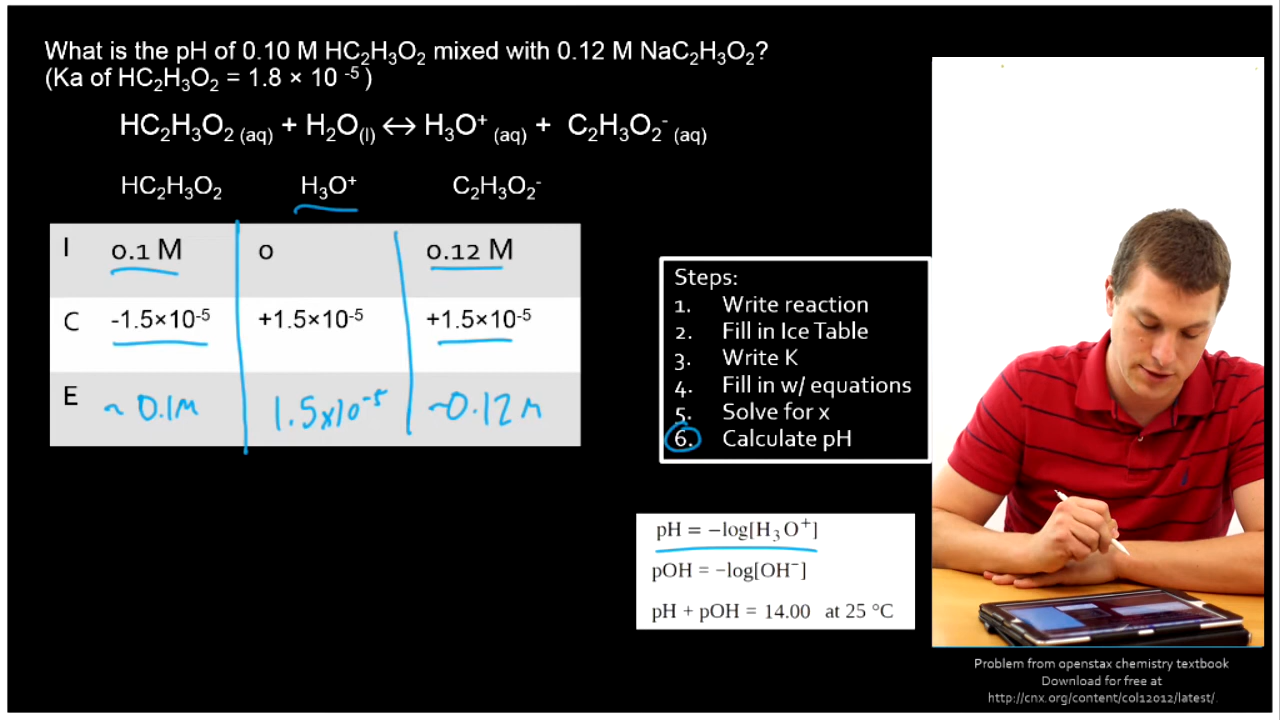 What is the pH of 0.10 M HC₂H₃O₂ mixed with 0.12 M NaC₂H₃O₂?
(Ka of HC₂H₃O₂ = 1.8 × 10 ⁻⁵ )
HC₂H₃O₂ (aq) + H₂O(l) ↔ H₃O⁺ (aq) + C₂H₃O₂⁻ (aq)
HC₂H₃O₂ H₃O⁺ C₂H₃O₂⁻
I 0.1 M 0 0.12 M
C -1.5×10⁻⁵ +1.5×10⁻⁵ +1.5×10⁻⁵
E ~ 0.1M 1.5x10⁻⁵ ~0.12 M
Steps:
1. Write reaction
2. Fill in Ice Table
3. Write K
4. Fill in w/ equations
5. Solve for x
6. Calculate pH
pH = −log[H₃O⁺]
pOH = −log[OH⁻]
pH + pOH = 14.00 at 25 °C
Problem from openstax chemistry textbook
Download for free at
http://cnx.org/content/col12012/latest/.